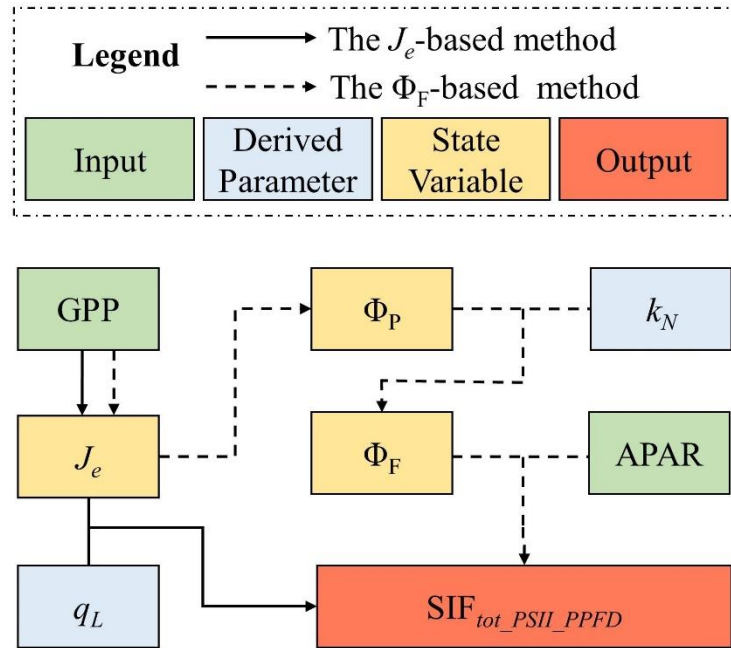 Legend
The J_e-based method
The Φ_F-based method
Input
Derived
Parameter
State
Variable
Output
GPP
Φ_P
k_N
J_e
Φ_F
APAR
q_L
SIF_tot_PSII_PPFD